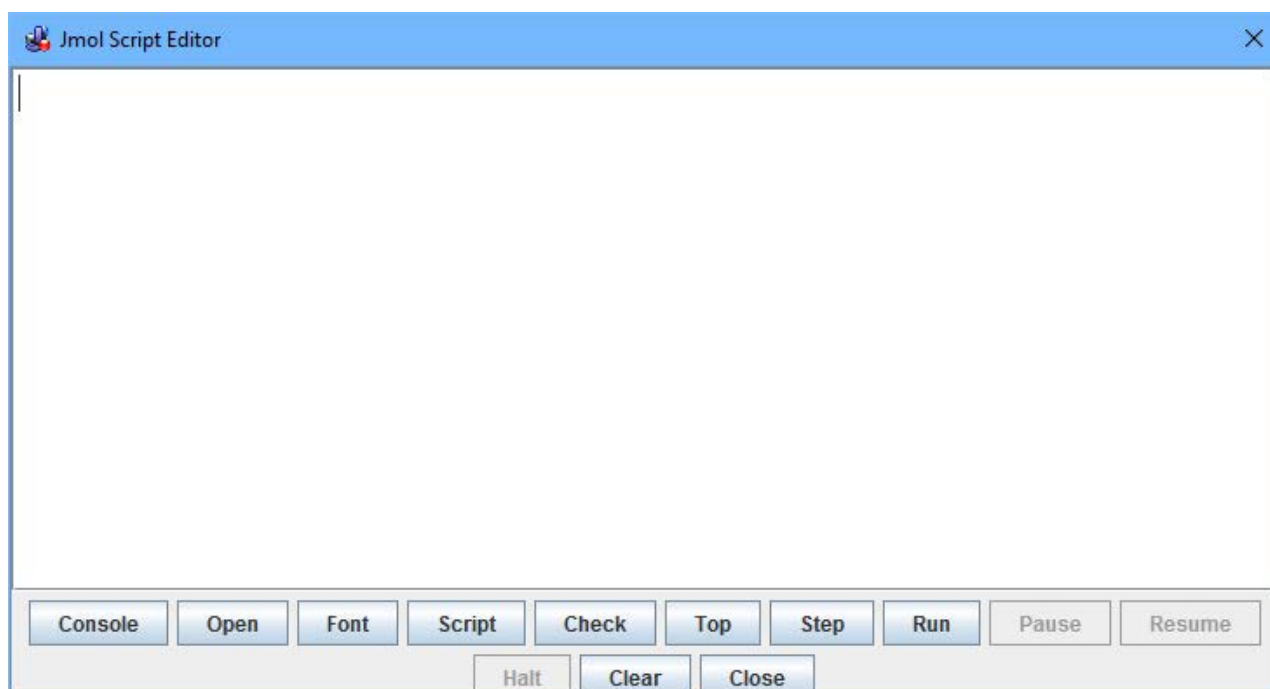 Jmol Script Editor
Console Open Font Script Check Top Step Run Pause Resume
Halt Clear Close